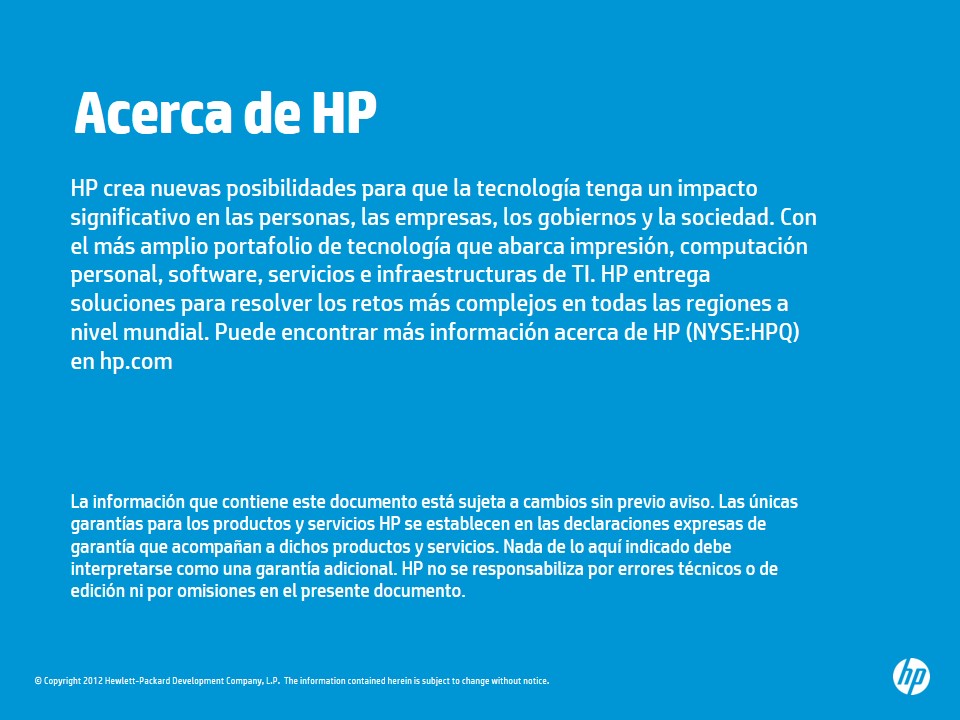 Acerca de HP
HP crea nuevas posibilidades para que la tecnología tenga un impacto
significativo en las personas, las empresas, los gobiernos y la sociedad. Con
el más amplio portafolio de tecnología que abarca impresión, computación
personal, software, servicios e infraestructuras de TI. HP entrega
soluciones para resolver los retos más complejos en todas las regiones a
nivel mundial. Puede encontrar más información acerca de HP (NYSE:HPQ)
en hp.com
La información que contiene este documento está sujeta a cambios sin previo aviso. Las únicas
garantías para los productos y servicios HP se establecen en las declaraciones expresas de
garantía que acompañan a dichos productos y servicios. Nada de lo aquí indicado debe
interpretarse como una garantía adicional. HP no se responsabiliza por errores técnicos o de
edición ni por omisiones en el presente documento.
© Copyright 2012 Hewlett-Packard Development Company, L.P. The information contained herein is subject to change without notice.
hp